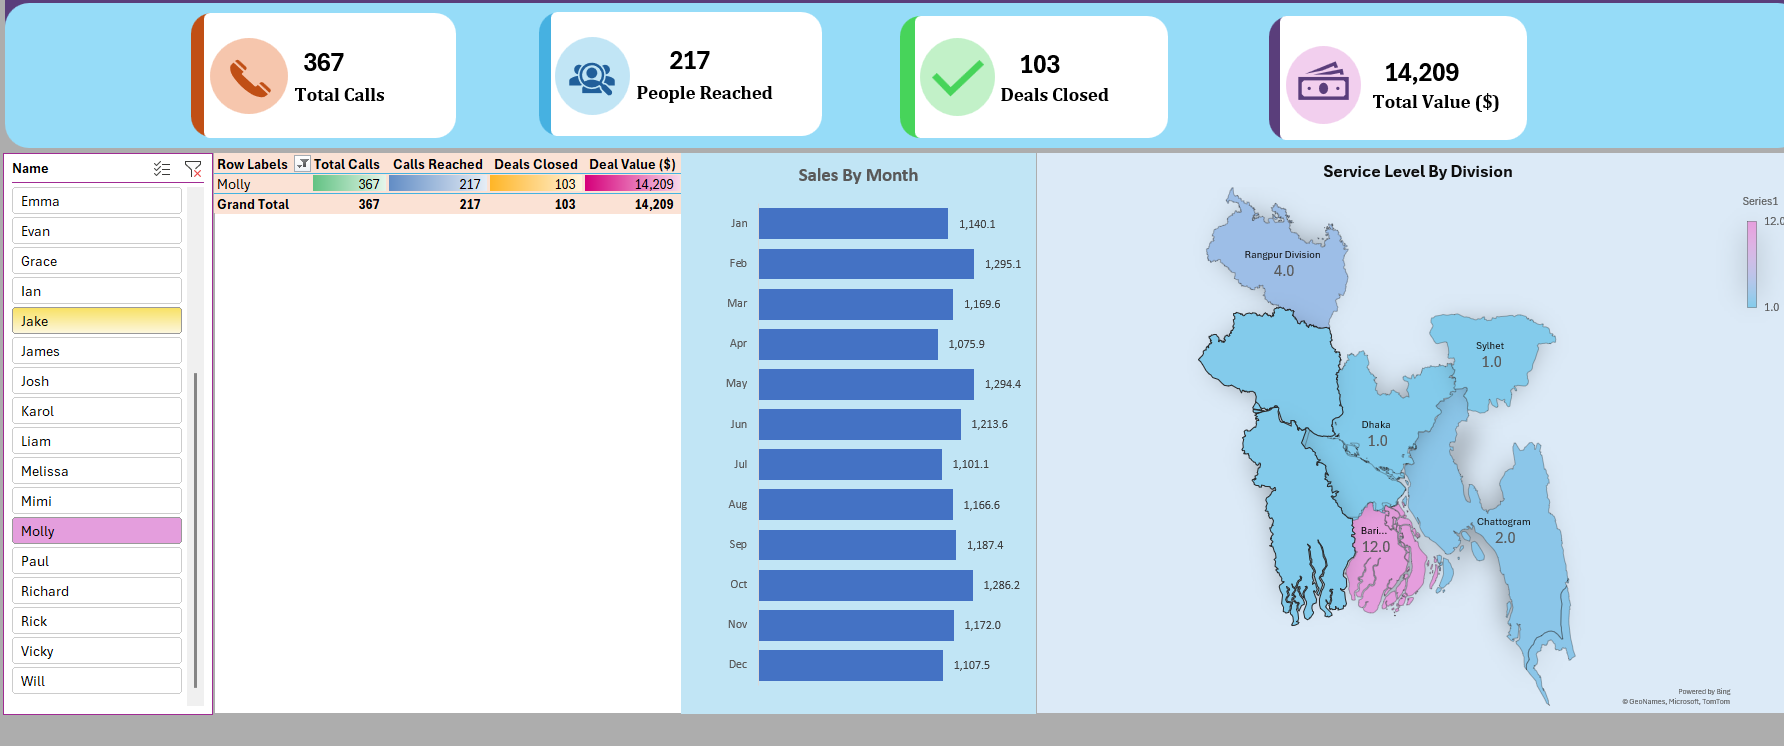 367
Total Calls
217
People Reached
103
Deals Closed
14,209
Total Value ($)
Name
Emma
Evan
Grace
Ian
Jake
James
Josh
Karol
Liam
Melissa
Mimi
Molly
Paul
Richard
Rick
Vicky
Will
Row Labels Total Calls Calls Reached Deals Closed Deal Value ($)
Molly 367 217 103 14,209
Grand Total 367 217 103 14,209
Sales By Month
Jan 1,140.1
Feb 1,295.1
Mar 1,169.6
Apr 1,075.9
May 1,294.4
Jun 1,213.6
Jul 1,101.1
Aug 1,166.6
Sep 1,187.4
Oct 1,286.2
Nov 1,172.0
Dec 1,107.5
Service Level By Division
Series1
12.0
1.0
Rangpur Division
4.0
Sylhet
1.0
Dhaka
1.0
Bari...
12.0
Chattogram
2.0
Powered by Bing
© GeoNames, Microsoft, TomTom